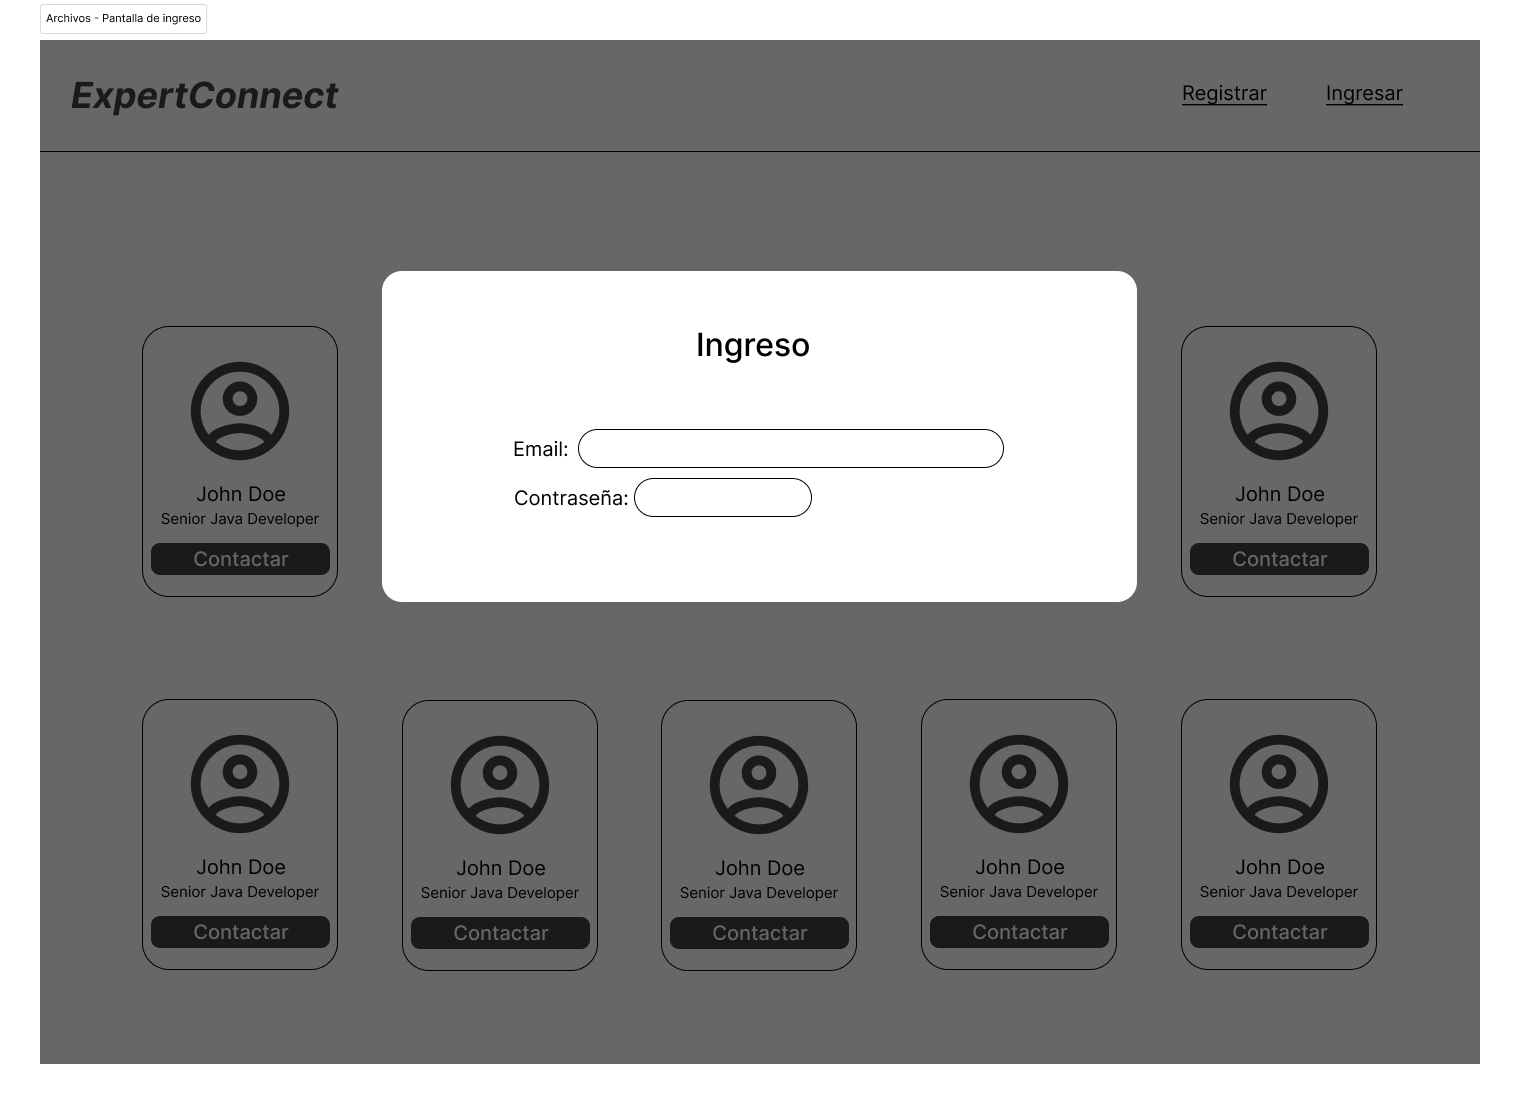 Archivos - Pantalla de ingreso
ExpertConnect
Registrar
Ingresar
Ingreso
Email:
Contraseña:
John Doe
Senior Java Developer
Contactar
John Doe
Senior Java Developer
Contactar
John Doe
Senior Java Developer
Contactar
John Doe
Senior Java Developer
Contactar
John Doe
Senior Java Developer
Contactar
John Doe
Senior Java Developer
Contactar
John Doe
Senior Java Developer
Contactar